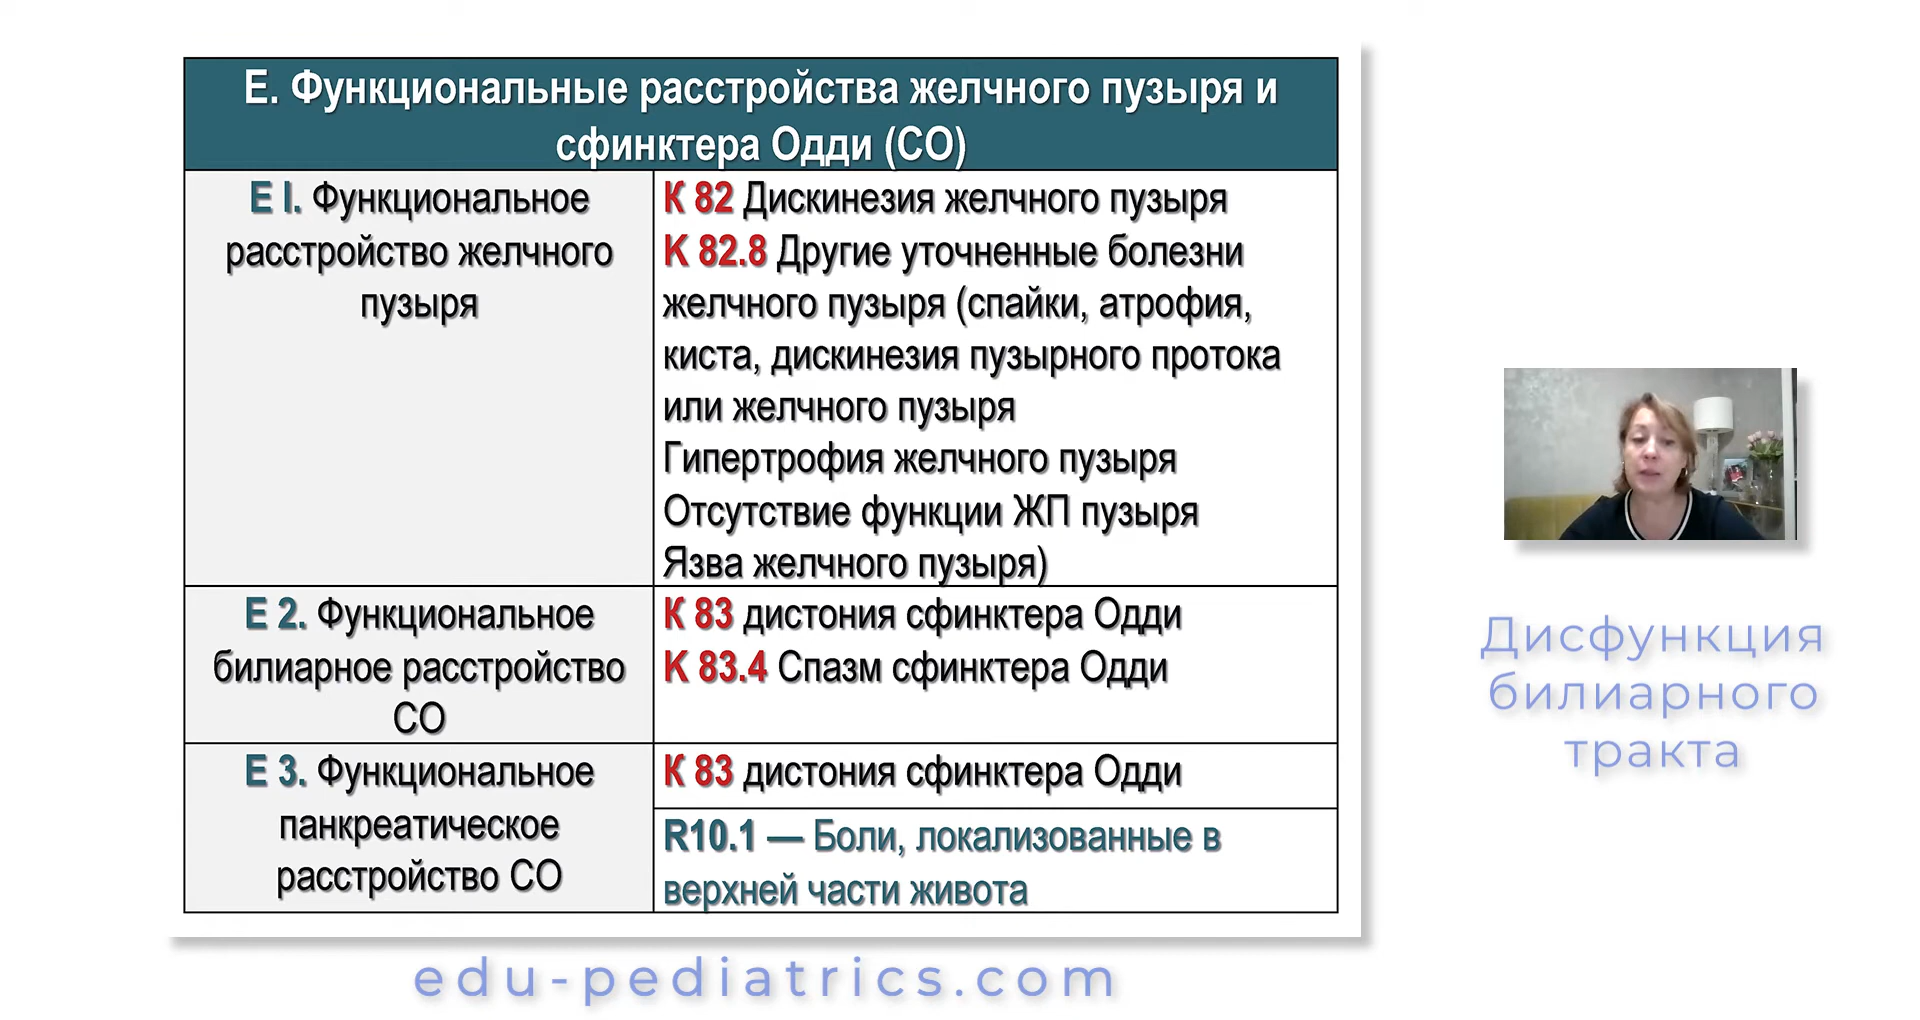 Е. Функциональные расстройства желчного пузыря и
сфинктера Одди (СО)
Е I. Функциональное
расстройство желчного
пузыря
К 82 Дискинезия желчного пузыря
К 82.8 Другие уточненные болезни
желчного пузыря (спайки, атрофия,
киста, дискинезия пузырного протока
или желчного пузыря
Гипертрофия желчного пузыря
Отсутствие функции ЖП пузыря
Язва желчного пузыря)
Е 2. Функциональное
билиарное расстройство
СО
К 83 дистония сфинктера Одди
К 83.4 Спазм сфинктера Одди
Е 3. Функциональное
панкреатическое
расстройство СО
К 83 дистония сфинктера Одди
R10.1 — Боли, локализованные в
верхней части живота
Дисфункция
билиарного
тракта
edu-pediatrics.com